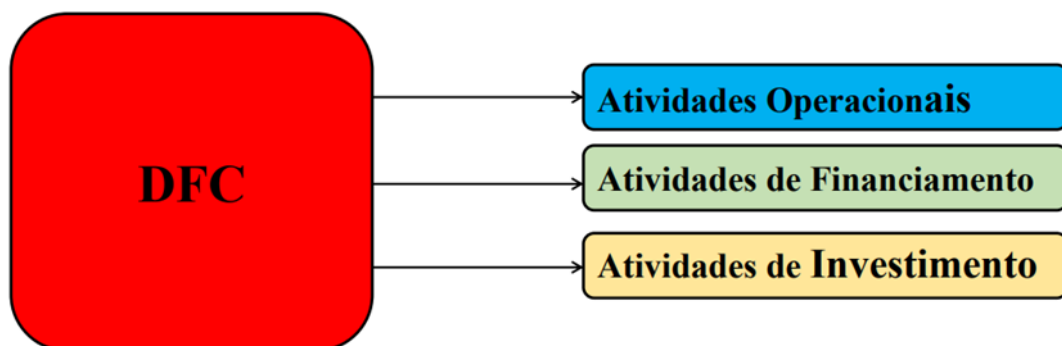 DFC
Atividades Operacionais
Atividades de Financiamento
Atividades de Investimento